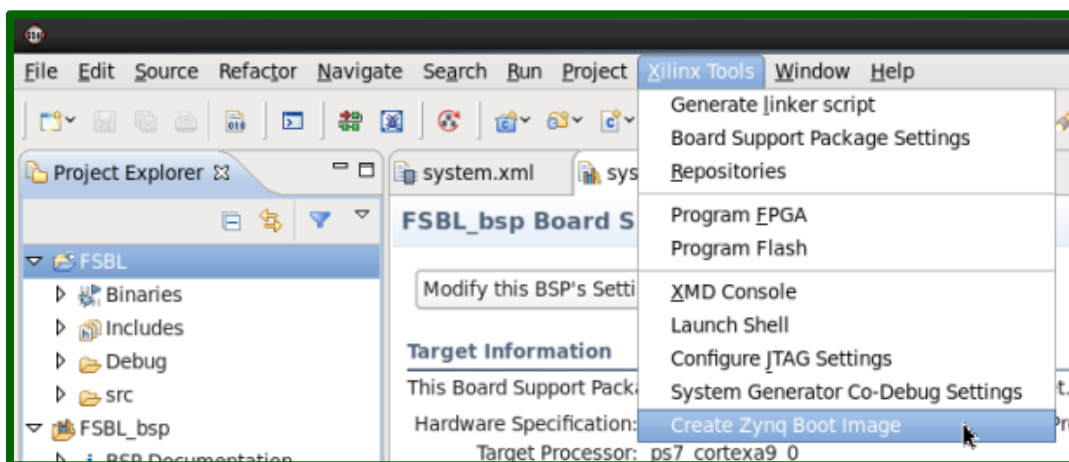 File Edit Source Refactor Navigate Search Run Project Xilinx Tools Window Help
Generate linker script
Board Support Package Settings
Repositories
Program FPGA
Program Flash
XMD Console
Launch Shell
Configure JTAG Settings
System Generator Co-Debug Settings
Create Zynq Boot Image
Project Explorer
FSBL
Binaries
Includes
Debug
src
FSBL_bsp
BSP Documentation
system.xml
sys
FSBL_bsp Board S
Modify this BSP's Setti
Target Information
This Board Support Packa
Hardware Specification:
Target Processor: ps7_cortexa9_0